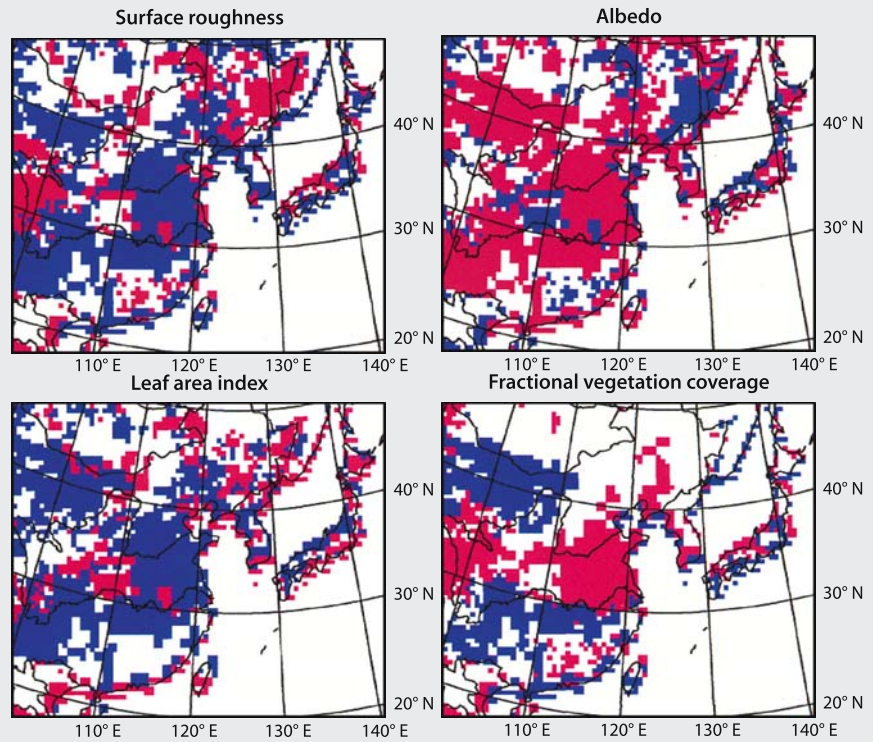 Surface roughness
Albedo
40° N
30° N
20° N
110° E 120° E 130° E 140° E
40° N
30° N
20° N
110° E 120° E 130° E 140° E
Leaf area index
Fractional vegetation coverage
40° N
30° N
20° N
110° E 120° E 130° E 140° E
40° N
30° N
20° N
110° E 120° E 130° E 140° E